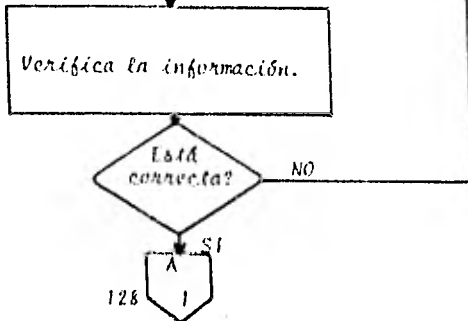 Verifica la información.
Está
correcta?
NO
SI
A
128 1